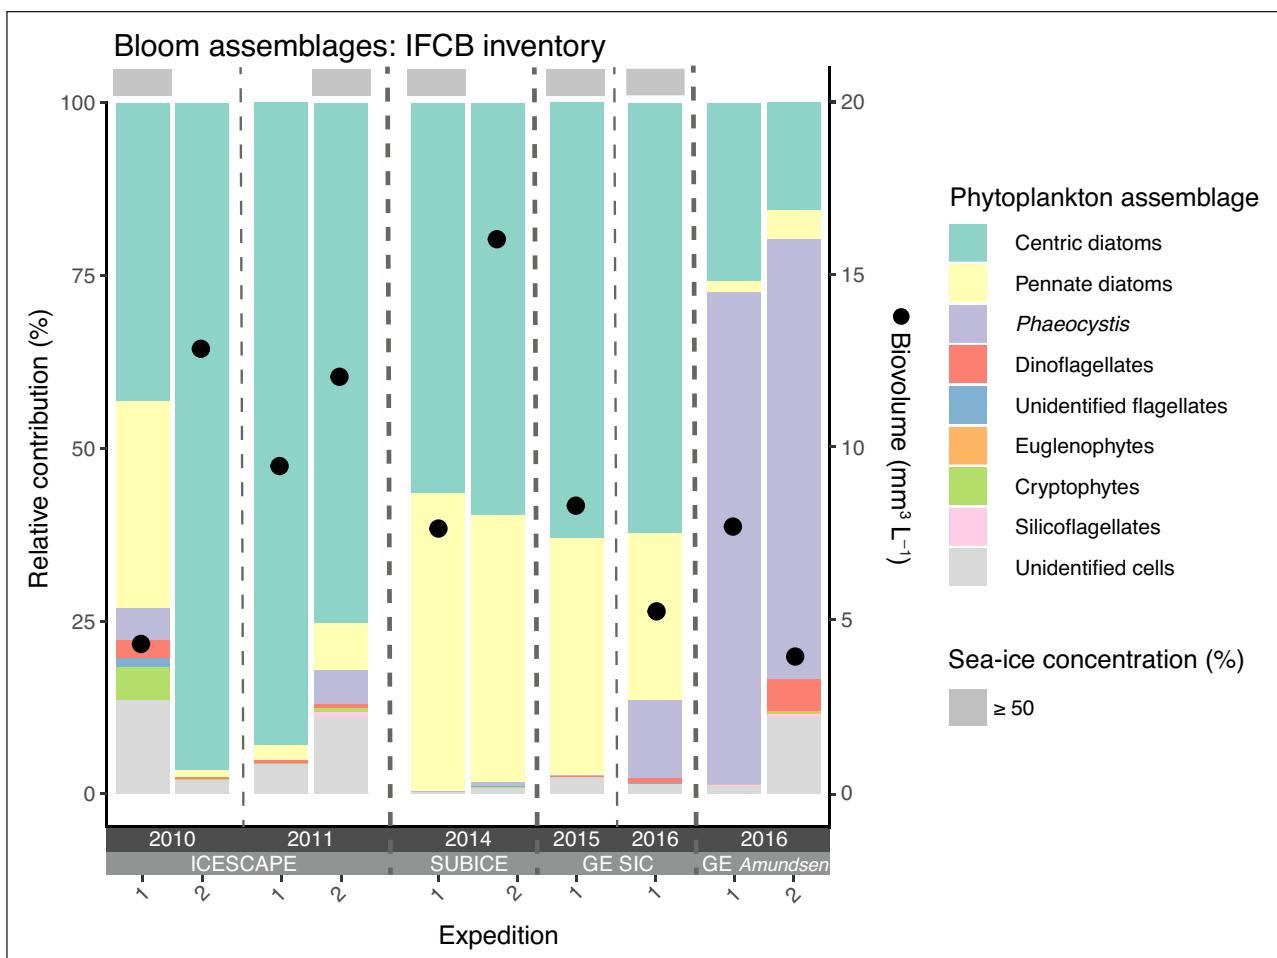 Bloom assemblages: IFCB inventory
100
75
50
25
0
Relative contribution (%)
20
15
10
5
0
Biovolume (mm³ L⁻¹)
2010 2011 2014 2015 2016 2016
ICESCAPE SUBICE GE SIC GE Amundsen
1 2 1 2 1 2 1 1 1 2
Expedition
Phytoplankton assemblage
Centric diatoms
Pennate diatoms
Phaeocystis
Dinoflagellates
Unidentified flagellates
Euglenophytes
Cryptophytes
Silicoflagellates
Unidentified cells
Sea-ice concentration (%)
≥ 50